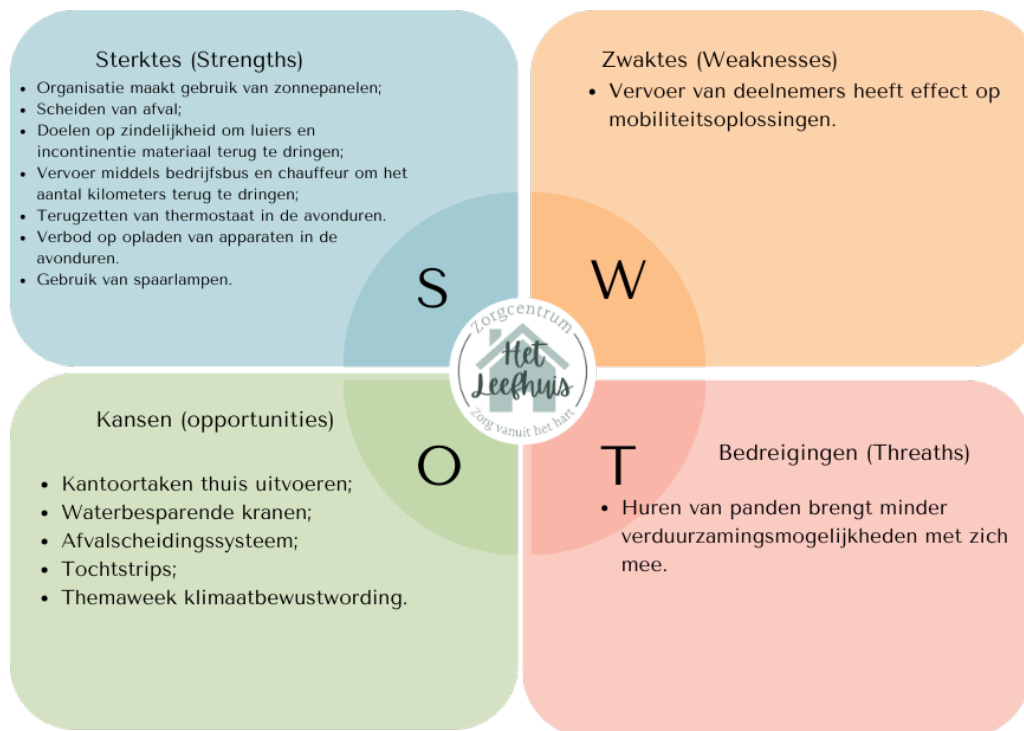 Sterktes (Strengths)
• Organisatie maakt gebruik van zonnepanelen;
• Scheiden van afval;
• Doelen op zindelijkheid om luiers en
incontinentie materiaal terug te dringen;
• Vervoer middels bedrijfsbus en chauffeur om het
aantal kilometers terug te dringen;
• Terugzetten van thermostaat in de avonduren.
• Verbod op opladen van apparaten in de
avonduren.
• Gebruik van spaarlampen.
S
Zwaktes (Weaknesses)
• Vervoer van deelnemers heeft effect op
mobiliteitsoplossingen.
W
Zorgcentrum
Het
Leefhuis
Zorg vanuit het hart
Kansen (opportunities)
• Kantoortaken thuis uitvoeren;
• Waterbesparende kranen;
• Afvalscheidingssysteem;
• Tochtstrips;
• Themaweek klimaatbewustwording.
O
T
Bedreigingen (Threaths)
• Huren van panden brengt minder
verduurzamingsmogelijkheden met zich
mee.